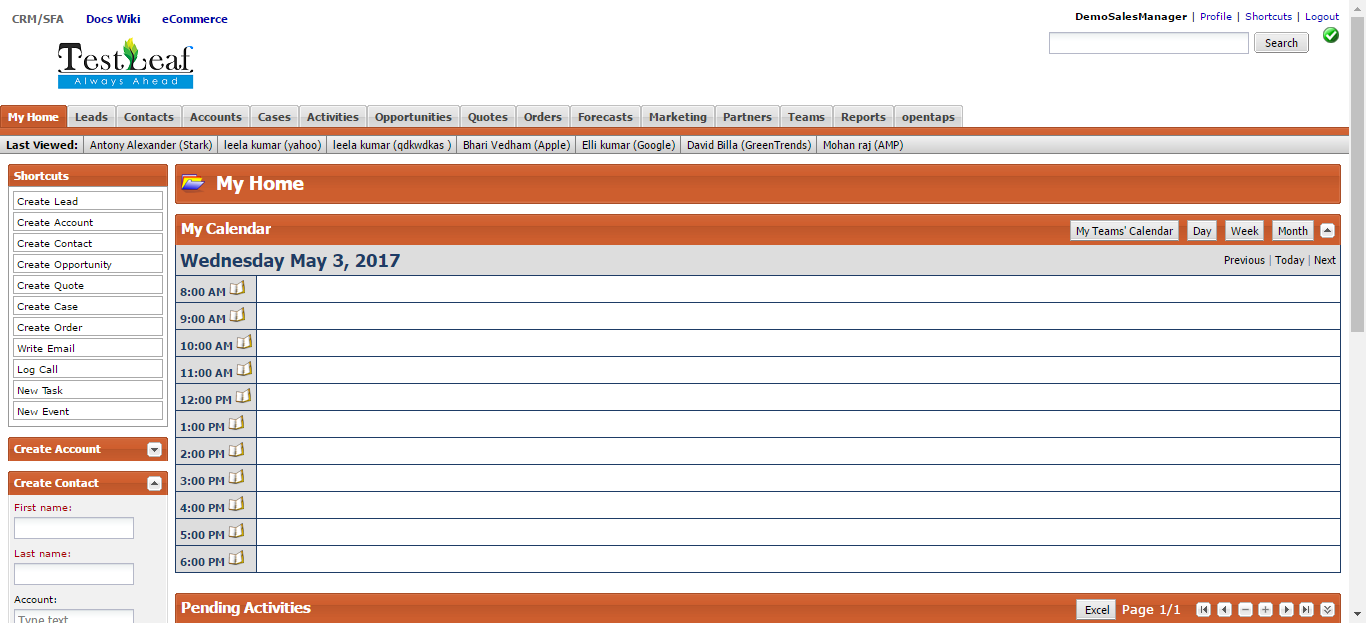 CRM/SFA Docs Wiki eCommerce
DemoSalesManager | Profile | Shortcuts | Logout
Search
TestLeaf
Always Ahead
My Home Leads Contacts Accounts Cases Activities Opportunities Quotes Orders Forecasts Marketing Partners Teams Reports opentaps
Last Viewed: Antony Alexander (Stark) leela kumar (yahoo) leela kumar (qdkwdkas ) Bhari Vedham (Apple) Elli kumar (Google) David Billa (GreenTrends) Mohan raj (AMP)
Shortcuts
Create Lead
Create Account
Create Contact
Create Opportunity
Create Quote
Create Case
Create Order
Write Email
Log Call
New Task
New Event
Create Account
Create Contact
First name:
Last name:
Account:
Type text
My Home
My Calendar My Teams' Calendar Day Week Month
Wednesday May 3, 2017 Previous | Today | Next
8:00 AM
9:00 AM
10:00 AM
11:00 AM
12:00 PM
1:00 PM
2:00 PM
3:00 PM
4:00 PM
5:00 PM
6:00 PM
Pending Activities Excel Page 1/1